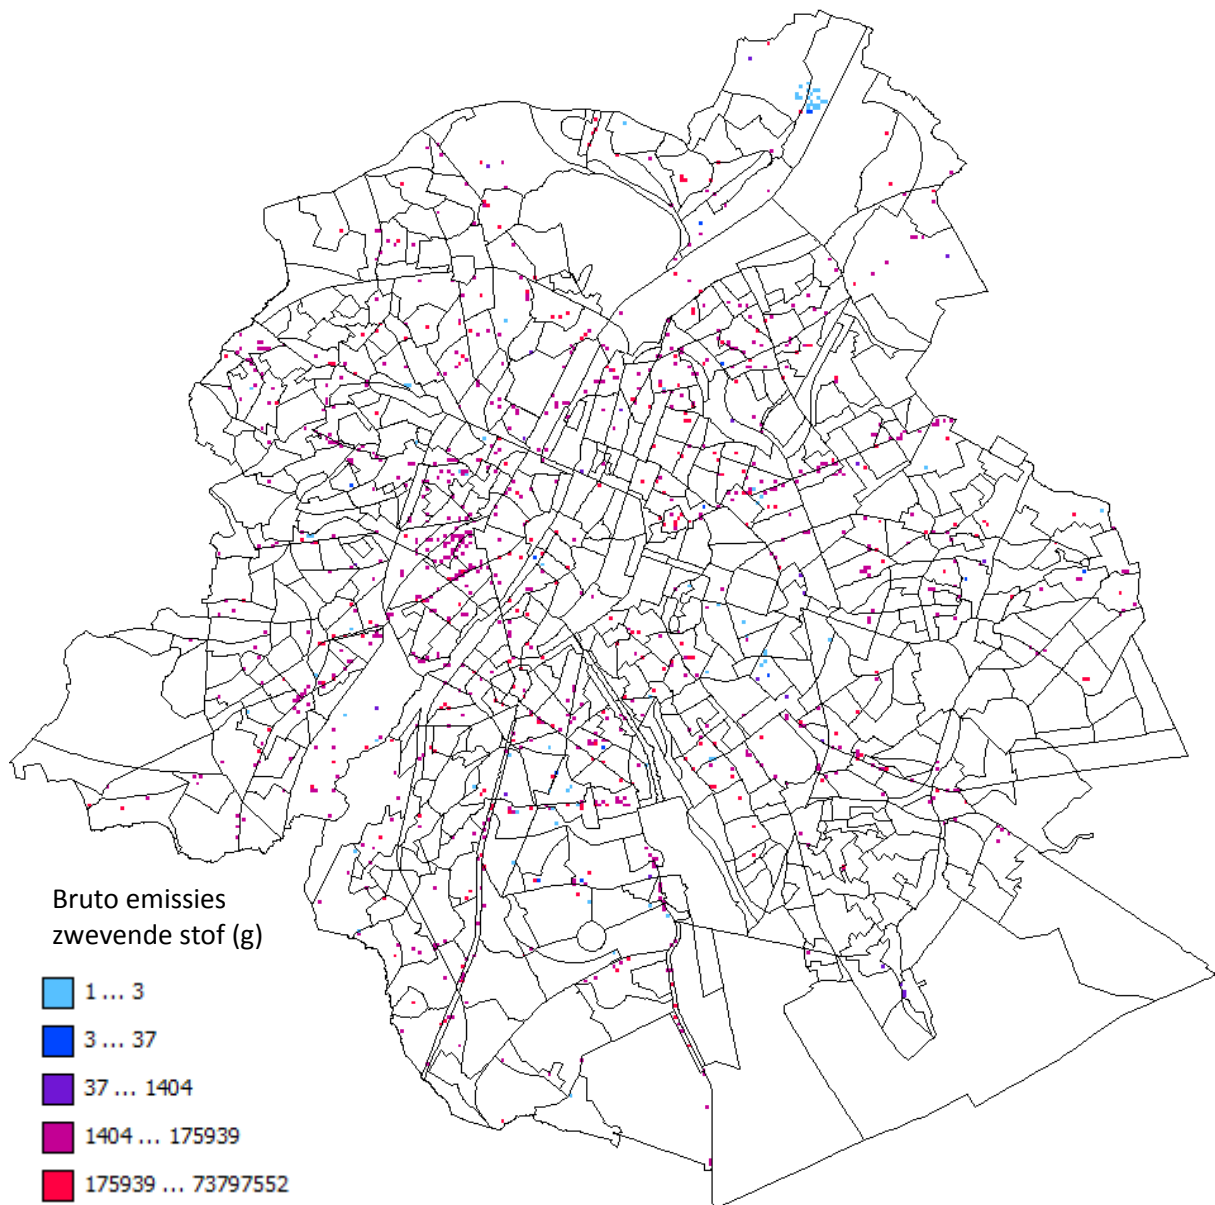 Bruto emissies
zwevende stof (g)
1 ... 3
3 ... 37
37 ... 1404
1404 ... 175939
175939 ... 73797552